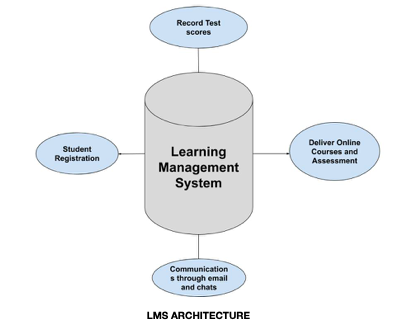 Record Test
scores
Student
Registration
Learning
Management
System
Deliver Online
Courses and
Assessment
Communication
s through email
and chats
LMS ARCHITECTURE